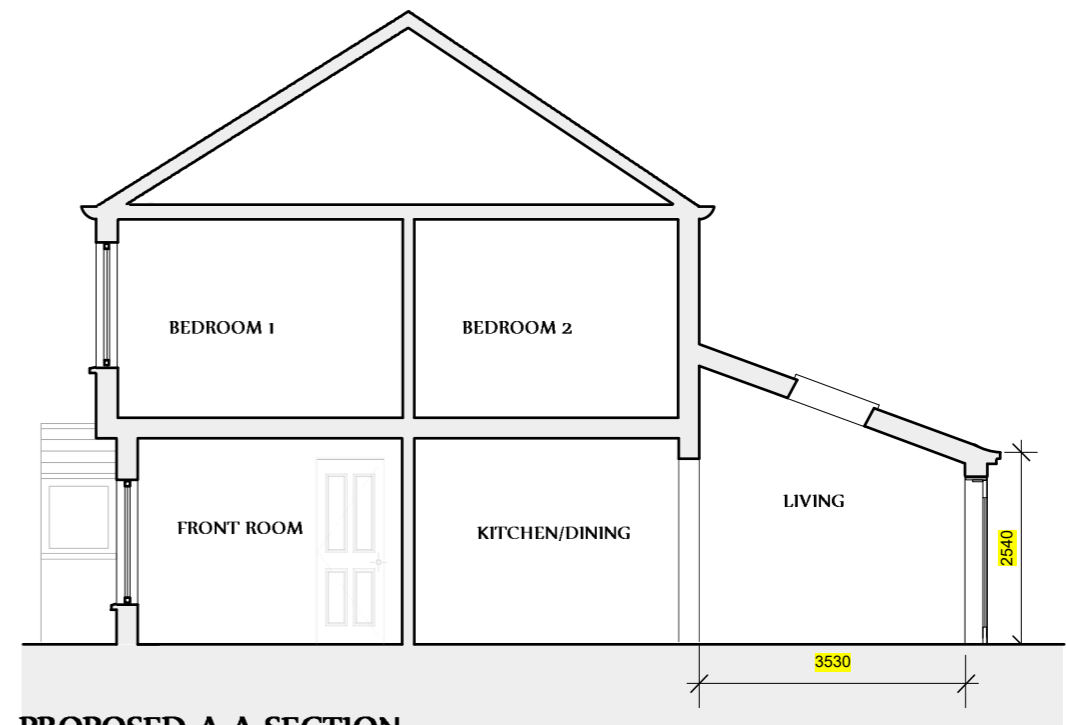 BEDROOM 1
BEDROOM 2
LIVING
FRONT ROOM
KITCHEN/DINING
2540
3530
PROPOSED A A SECTION